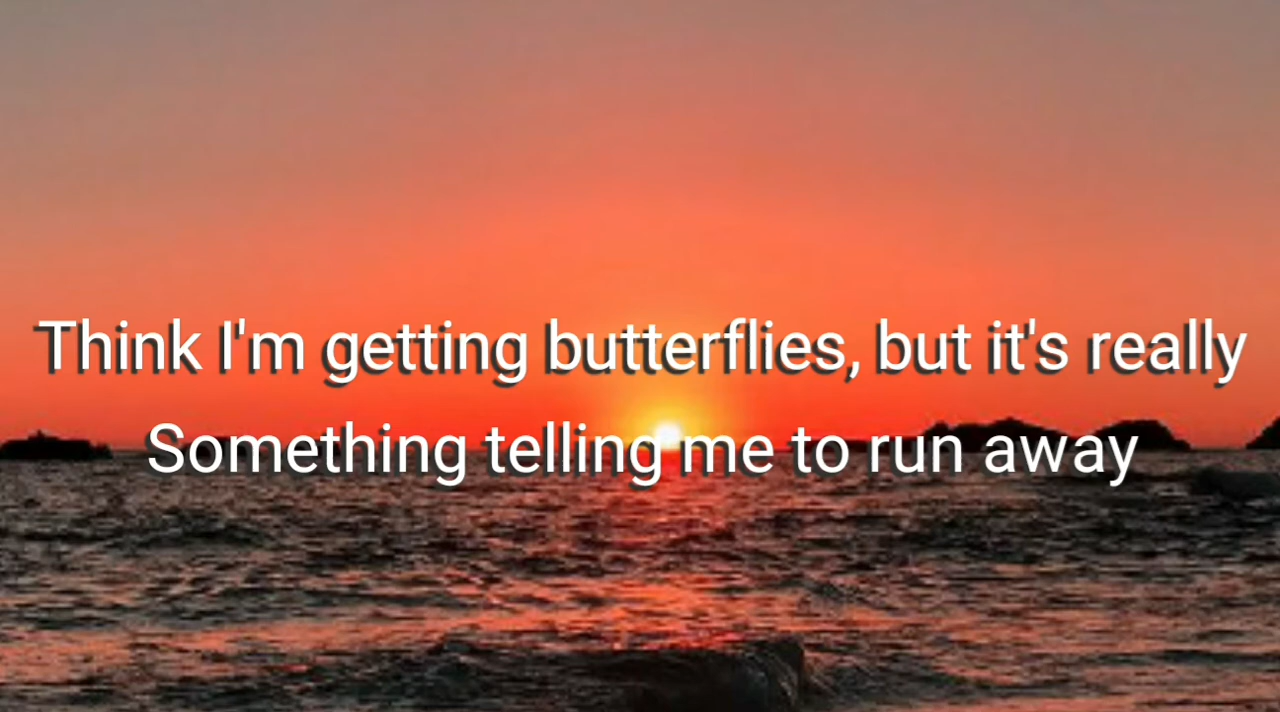 Think I'm getting butterflies, but it's really
Something telling me to run away